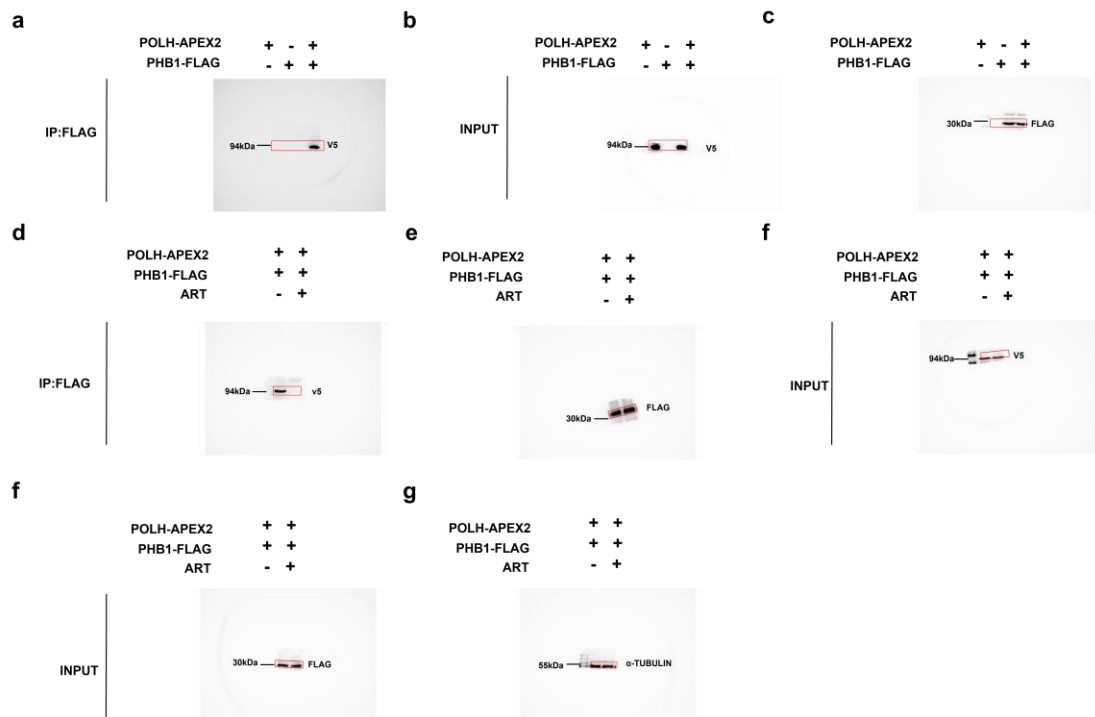 a
POLH-APEX2 + - +
PHB1-FLAG - + +
IP:FLAG
94kDa
V5
b
POLH-APEX2 + - +
PHB1-FLAG - + +
INPUT
94kDa
V5
c
POLH-APEX2 + - +
PHB1-FLAG - + +
30kDa
FLAG
d
POLH-APEX2 + +
PHB1-FLAG + +
ART - +
IP:FLAG
94kDa
v5
e
POLH-APEX2 + +
PHB1-FLAG + +
ART - +
30kDa
FLAG
f
POLH-APEX2 + +
PHB1-FLAG + +
ART - +
INPUT
94kDa
V5
f
POLH-APEX2 + +
PHB1-FLAG + +
ART - +
INPUT
30kDa
FLAG
g
POLH-APEX2 + +
PHB1-FLAG + +
ART - +
55kDa
α-TUBULIN